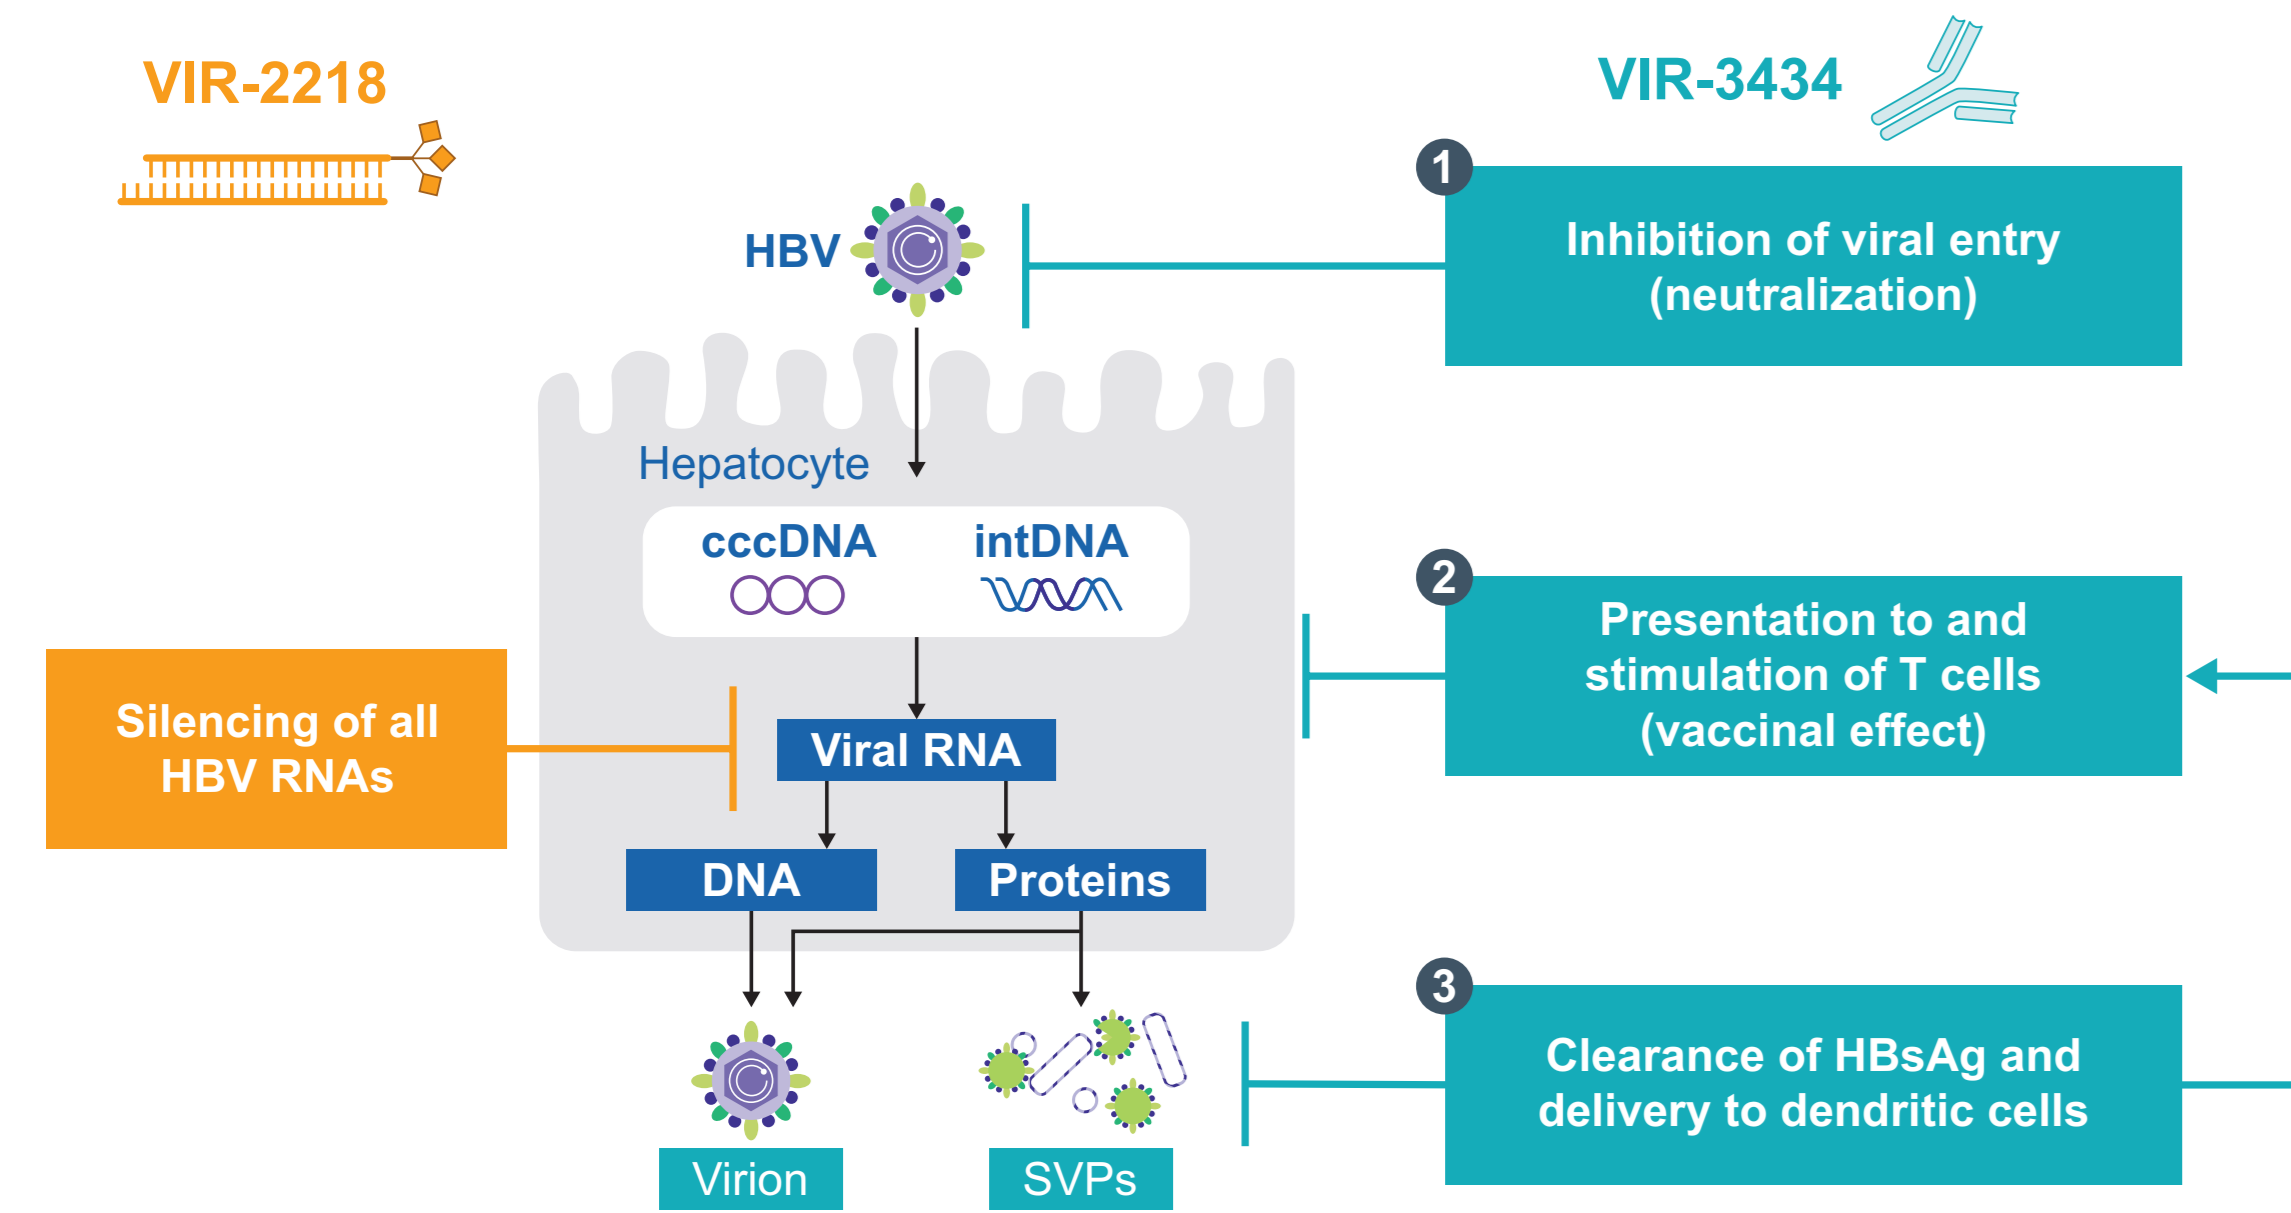 VIR-2218
VIR-3434
HBV
1
Inhibition of viral entry
(neutralization)
Hepatocyte
cccDNA
intDNA
2
Presentation to and
stimulation of T cells
(vaccinal effect)
Silencing of all
HBV RNAs
Viral RNA
DNA
Proteins
3
Clearance of HBsAg and
delivery to dendritic cells
Virion
SVPs